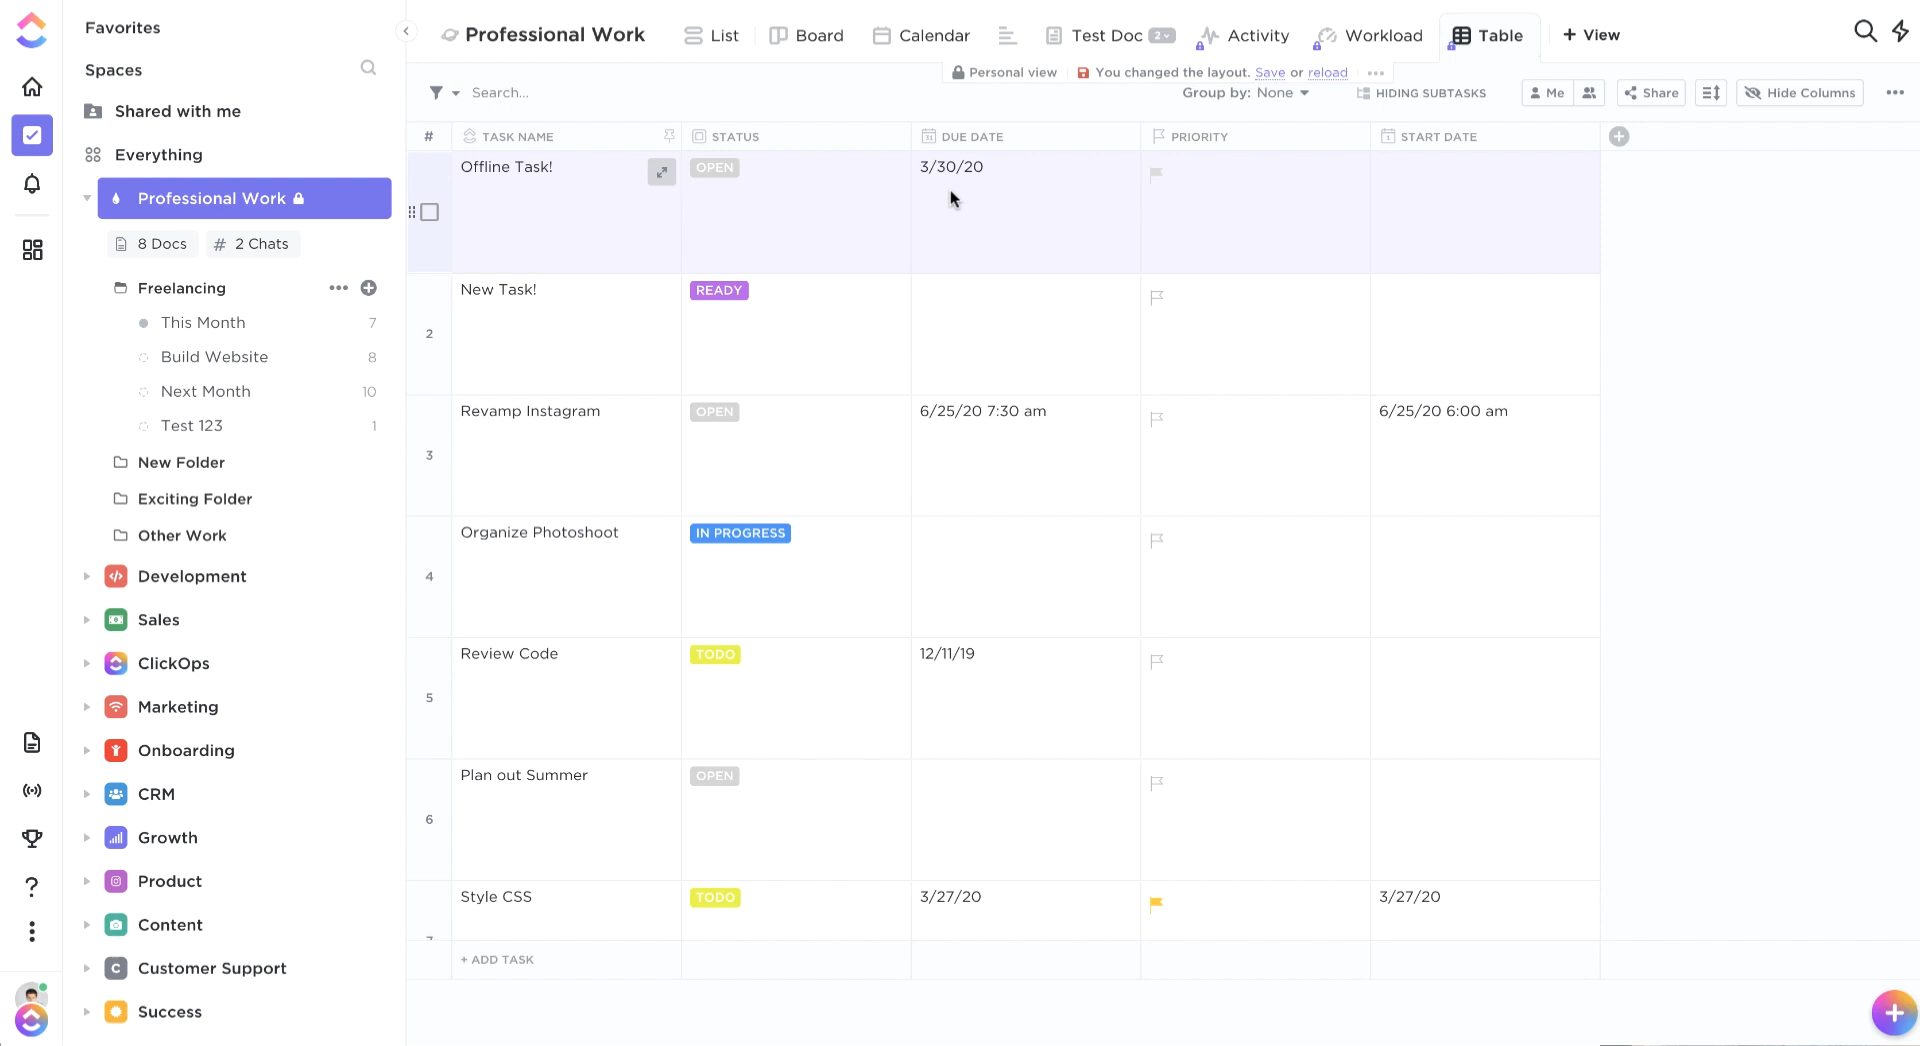 Favorites
Spaces
Shared with me
Everything
Professional Work
8 Docs # 2 Chats
Freelancing
This Month 7
Build Website 8
Next Month 10
Test 123 1
New Folder
Exciting Folder
Other Work
Development
Sales
ClickOps
Marketing
Onboarding
CRM
Growth
Product
Content
C Customer Support
Success
Professional Work List Board Calendar Test Doc 2 Activity Workload Table + View
Personal view You changed the layout. Save or reload
Search... Group by: None HIDING SUBTASKS Me Share Hide Columns
# TASK NAME STATUS DUE DATE PRIORITY START DATE
Offline Task! OPEN 3/30/20
2 New Task! READY
3 Revamp Instagram OPEN 6/25/20 7:30 am 6/25/20 6:00 am
4 Organize Photoshoot IN PROGRESS
5 Review Code TODO 12/11/19
6 Plan out Summer OPEN
Style CSS TODO 3/27/20 3/27/20
+ ADD TASK